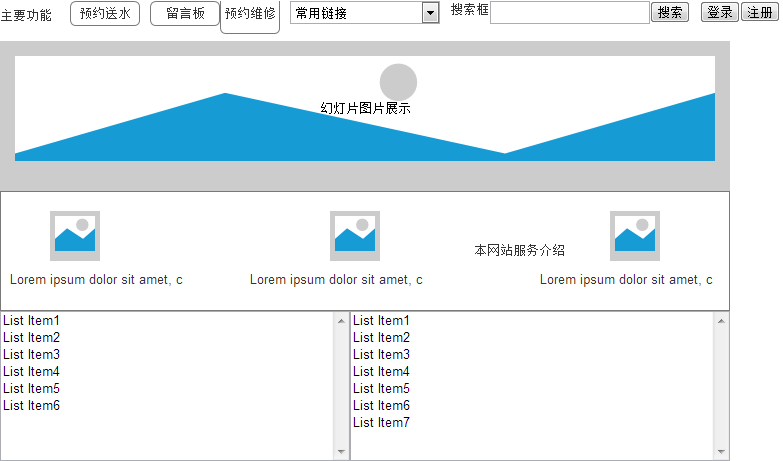 主要功能 预约送水 留言板 预约维修 常用链接 搜索框 搜索 登录 注册
幻灯片图片展示
本网站服务介绍
Lorem ipsum dolor sit amet, c Lorem ipsum dolor sit amet, c Lorem ipsum dolor sit amet, c
List Item1
List Item2
List Item3
List Item4
List Item5
List Item6
List Item1
List Item2
List Item3
List Item4
List Item5
List Item6
List Item7